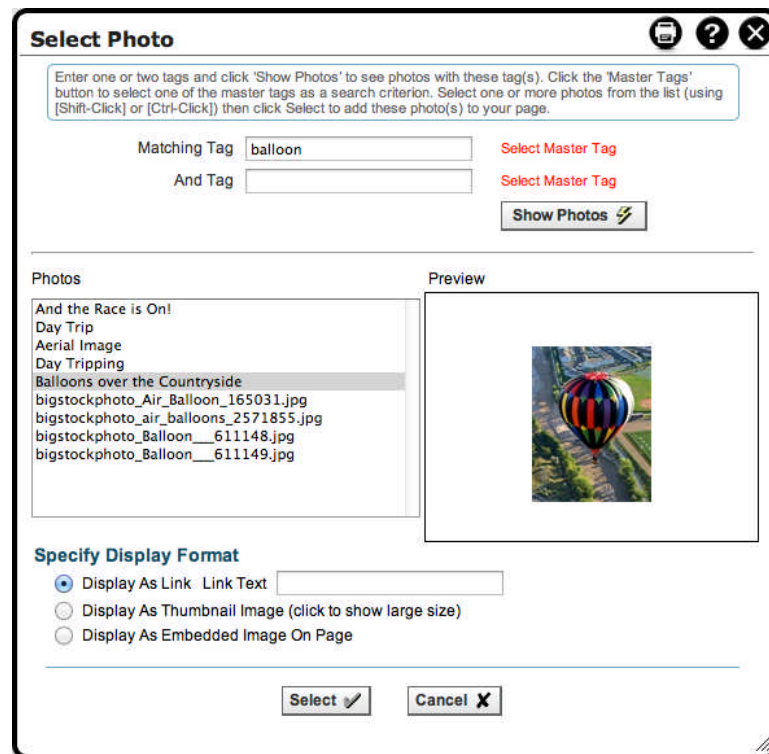 Select Photo
Enter one or two tags and click 'Show Photos' to see photos with these tag(s). Click the 'Master Tags'
button to select one of the master tags as a search criterion. Select one or more photos from the list (using
[Shift-Click] or [Ctrl-Click]) then click Select to add these photo(s) to your page.
Matching Tag balloon Select Master Tag
And Tag Select Master Tag
Show Photos
Photos Preview
And the Race is On!
Day Trip
Aerial Image
Day Tripping
Balloons over the Countryside
bigstockphoto_Air_Balloon_165031.jpg
bigstockphoto_air_balloons_2571855.jpg
bigstockphoto_Balloon___611148.jpg
bigstockphoto_Balloon___611149.jpg
Specify Display Format
Display As Link Link Text
Display As Thumbnail Image (click to show large size)
Display As Embedded Image On Page
Select Cancel